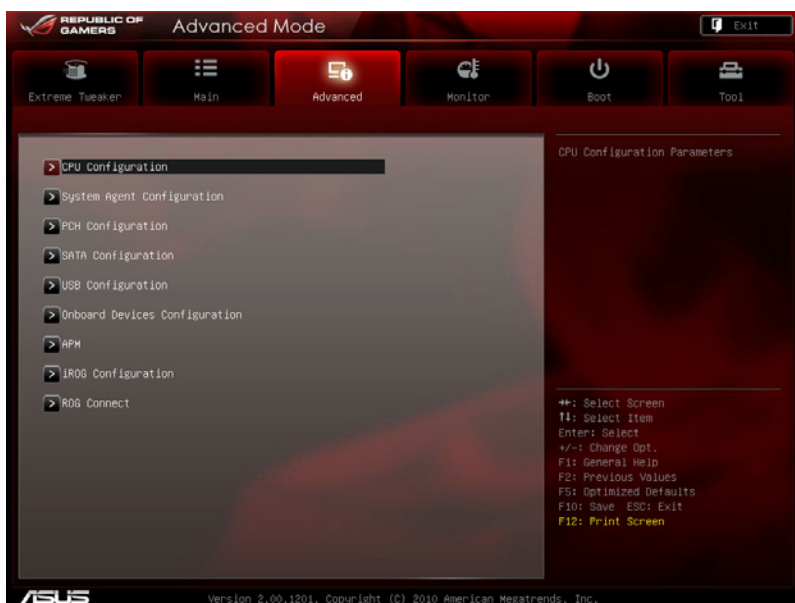 REPUBLIC OF
GAMERS
Advanced Mode
Exit
Extreme Tweaker
Main
Advanced
Monitor
Boot
Tool
> CPU Configuration
> System Agent Configuration
> PCH Configuration
> SATA Configuration
> USB Configuration
> Onboard Devices Configuration
> APM
> iROG Configuration
> ROG Connect
CPU Configuration Parameters
→←: Select Screen
↑↓: Select Item
Enter: Select
+/-: Change Opt.
F1: General Help
F2: Previous Values
F5: Optimized Defaults
F10: Save ESC: Exit
F12: Print Screen
ASUS
Version 2.00.1201. Copyright (C) 2010 American Megatrends, Inc.